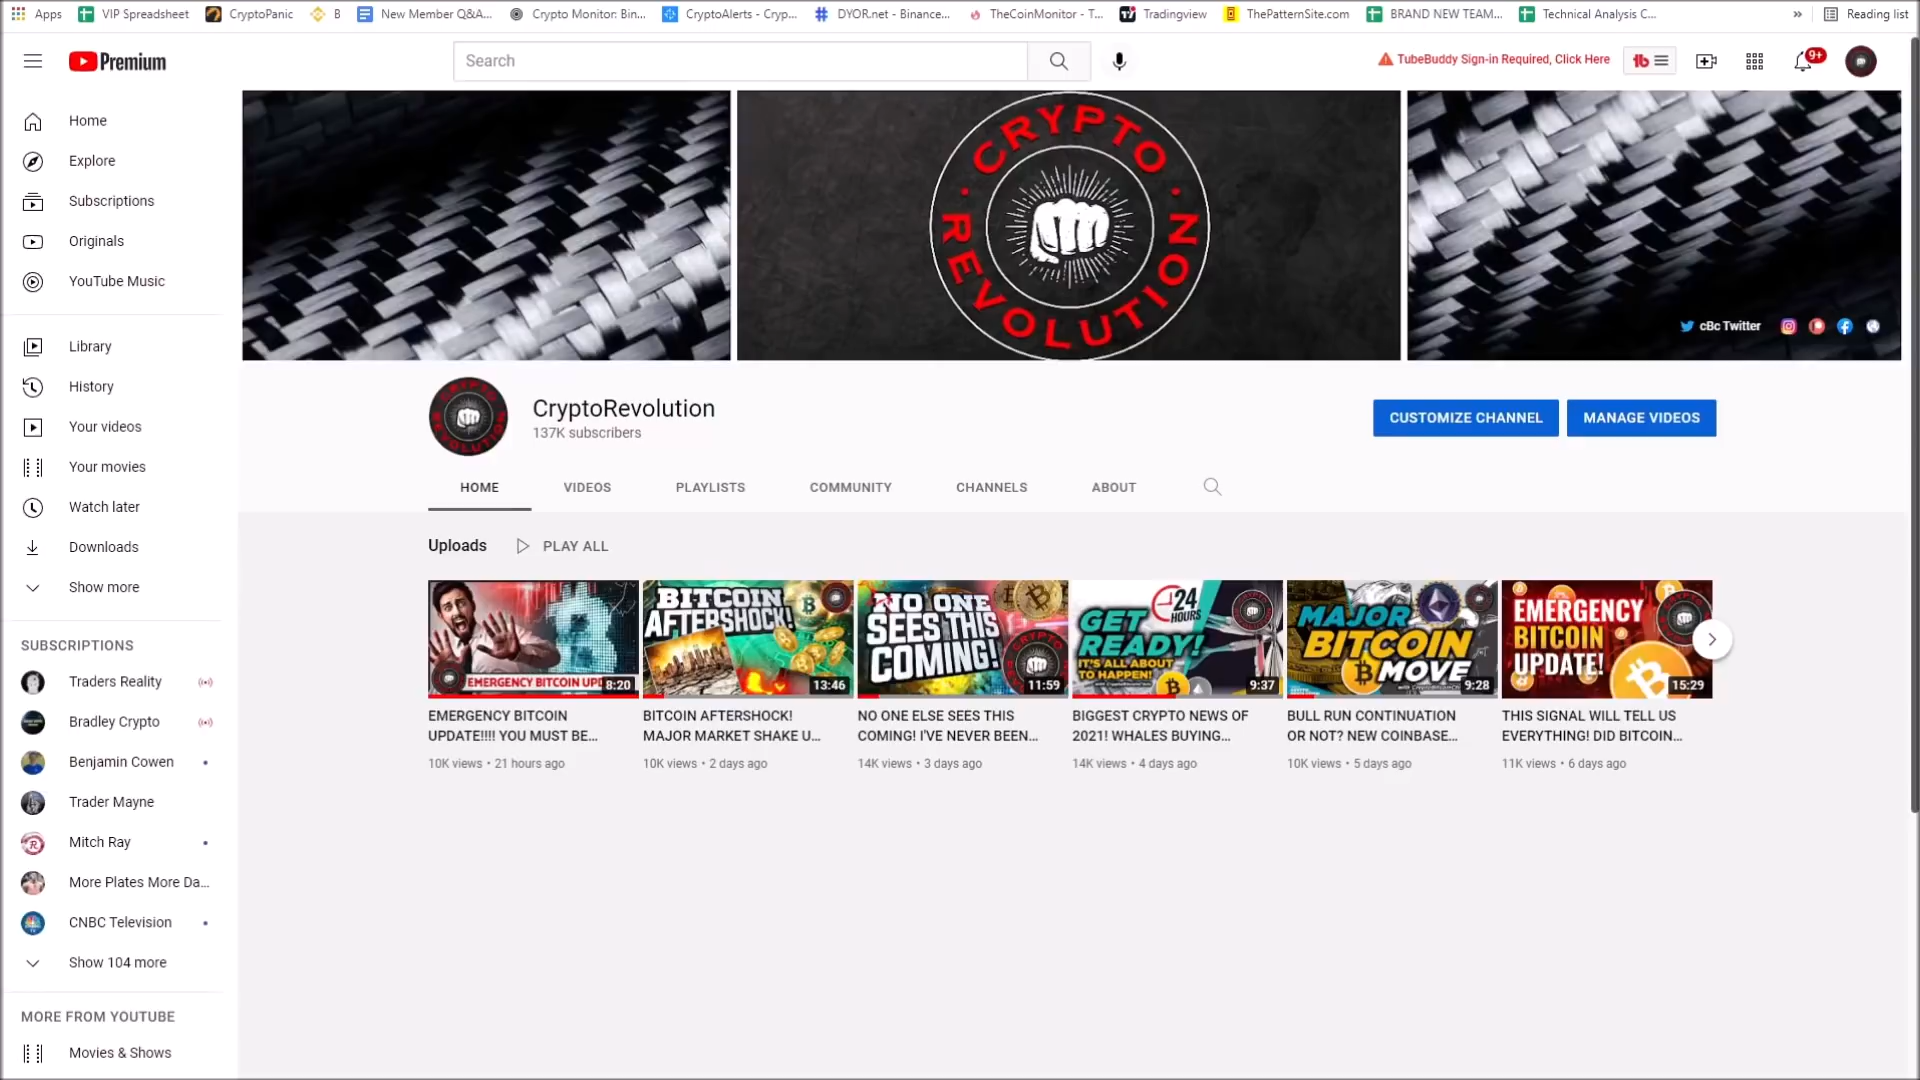 Apps VIP Spreadsheet CryptoPanic B New Member Q&A... Crypto Monitor: Bin... CryptoAlerts - Cryp... DYOR.net - Binance... TheCoinMonitor - T... Tradingview ThePatternSite.com BRAND NEW TEAM... Technical Analysis C... » Reading list
Premium
Search
TubeBuddy Sign-in Required, Click Here
tb
9+
Home
Explore
Subscriptions
Originals
YouTube Music
Library
History
Your videos
Your movies
Watch later
Downloads
Show more
SUBSCRIPTIONS
Traders Reality
Bradley Crypto
Benjamin Cowen
Trader Mayne
Mitch Ray
More Plates More Da...
CNBC Television
Show 104 more
MORE FROM YOUTUBE
Movies & Shows
CRYPTO
REVOLUTION
cBc Twitter
CryptoRevolution
137K subscribers
CUSTOMIZE CHANNEL MANAGE VIDEOS
HOME VIDEOS PLAYLISTS COMMUNITY CHANNELS ABOUT
Uploads PLAY ALL
EMERGENCY BITCOIN UPD
8:20
EMERGENCY BITCOIN
UPDATE!!!! YOU MUST BE...
10K views • 21 hours ago
BITCOIN
AFTERSHOCK!
13:46
BITCOIN AFTERSHOCK!
MAJOR MARKET SHAKE U...
10K views • 2 days ago
NO ONE
SEES THIS
COMING!
11:59
NO ONE ELSE SEES THIS
COMING! I'VE NEVER BEEN...
14K views • 3 days ago
24
HOURS
GET
READY!
IT'S ALL ABOUT
TO HAPPEN!
9:37
BIGGEST CRYPTO NEWS OF
2021! WHALES BUYING...
14K views • 4 days ago
MAJOR
BITCOIN
MOVE
9:28
BULL RUN CONTINUATION
OR NOT? NEW COINBASE...
10K views • 5 days ago
EMERGENCY
BITCOIN
UPDATE!
15:29
THIS SIGNAL WILL TELL US
EVERYTHING! DID BITCOIN...
11K views • 6 days ago